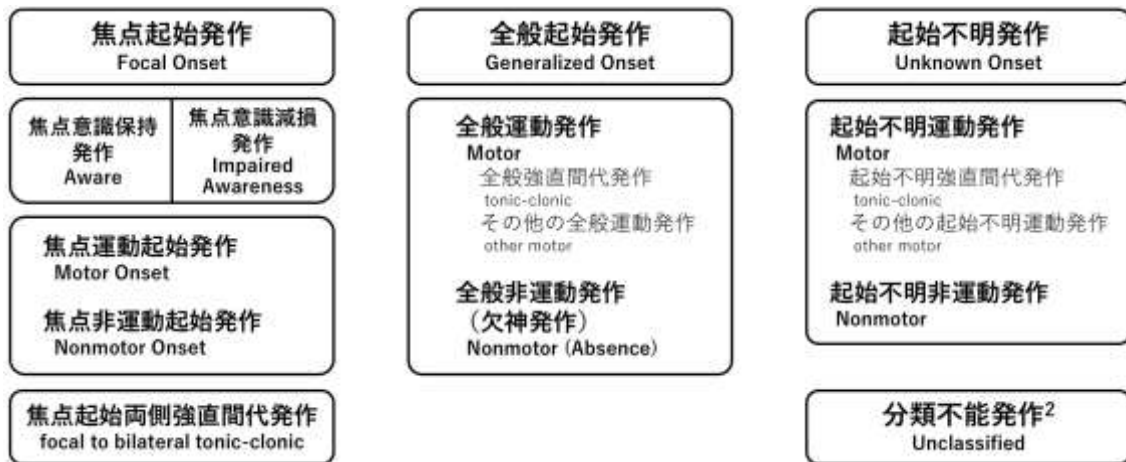 焦点起始発作
Focal Onset
焦点意識保持
発作
Aware
焦点意識減損
発作
Impaired
Awareness
焦点運動起始発作
Motor Onset
焦点非運動起始発作
Nonmotor Onset
焦点起始両側強直間代発作
focal to bilateral tonic-clonic
全般起始発作
Generalized Onset
全般運動発作
Motor
全般強直間代発作
tonic-clonic
その他の全般運動発作
other motor
全般非運動発作
（欠神発作）
Nonmotor (Absence)
起始不明発作
Unknown Onset
起始不明運動発作
Motor
起始不明強直間代発作
tonic-clonic
その他の起始不明運動発作
other motor
起始不明非運動発作
Nonmotor
分類不能発作²
Unclassified